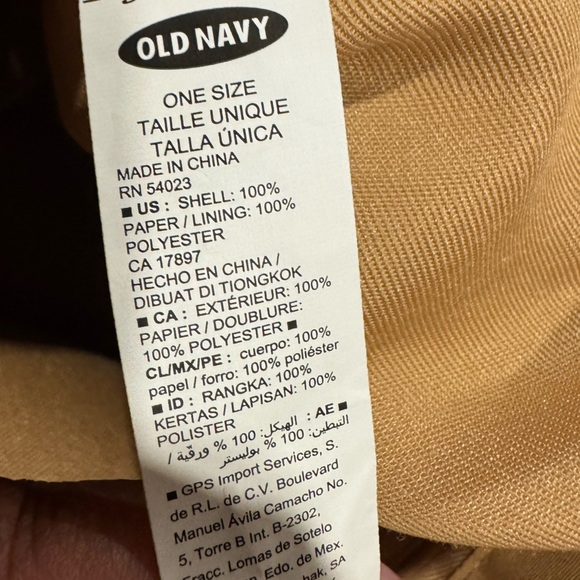 OLD NAVY
ONE SIZE
TAILLE UNIQUE
TALLA ÚNICA
MADE IN CHINA
RN 54023
■ US : SHELL: 100%
PAPER / LINING: 100%
POLYESTER
CA 17897
HECHO EN CHINA /
DIBUAT DI TIONGKOK
■ CA : EXTÉRIEUR: 100%
PAPIER / DOUBLURE:
100% POLYESTER ■
CL/MX/PE : cuerpo: 100%
papel / forro: 100% poliéster
■ ID : RANGKA: 100%
KERTAS / LAPISAN: 100%
POLISTER
■ AE : الهيكل: 100 % ورقية /
التبطين: 100 % بوليستر
■ GPS Import Services, S.
de R.L. de C.V. Boulevard
Manuel Ávila Camacho No.
5, Torre B Int. B-2302,
Fracc. Lomas de Sotelo
Edo. de Mex.
SA